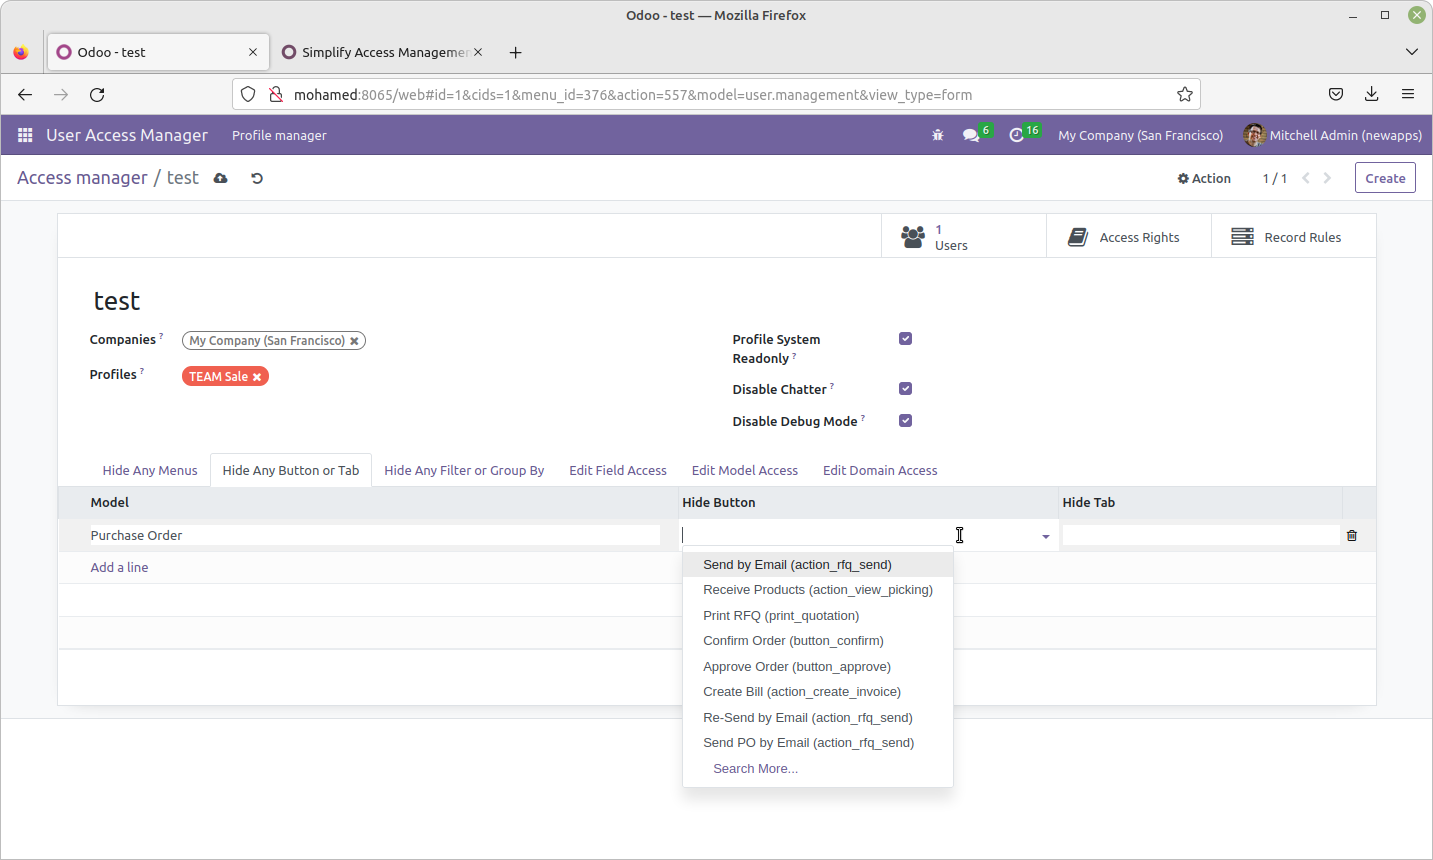 Odoo - test — Mozilla Firefox
Odoo - test
Simplify Access Managemen
mohamed:8065/web#id=1&cids=1&menu_id=376&action=557&model=user.management&view_type=form
User Access Manager Profile manager 6 16 My Company (San Francisco) Mitchell Admin (newapps)
Access manager / test Action 1 / 1 Create
1
Users
Access Rights
Record Rules
test
Companies ? My Company (San Francisco)
Profiles ? TEAM Sale
Profile System
Readonly ?
Disable Chatter ?
Disable Debug Mode ?
Hide Any Menus Hide Any Button or Tab Hide Any Filter or Group By Edit Field Access Edit Model Access Edit Domain Access
Model Hide Button Hide Tab
Purchase Order
Add a line
Send by Email (action_rfq_send)
Receive Products (action_view_picking)
Print RFQ (print_quotation)
Confirm Order (button_confirm)
Approve Order (button_approve)
Create Bill (action_create_invoice)
Re-Send by Email (action_rfq_send)
Send PO by Email (action_rfq_send)
Search More...